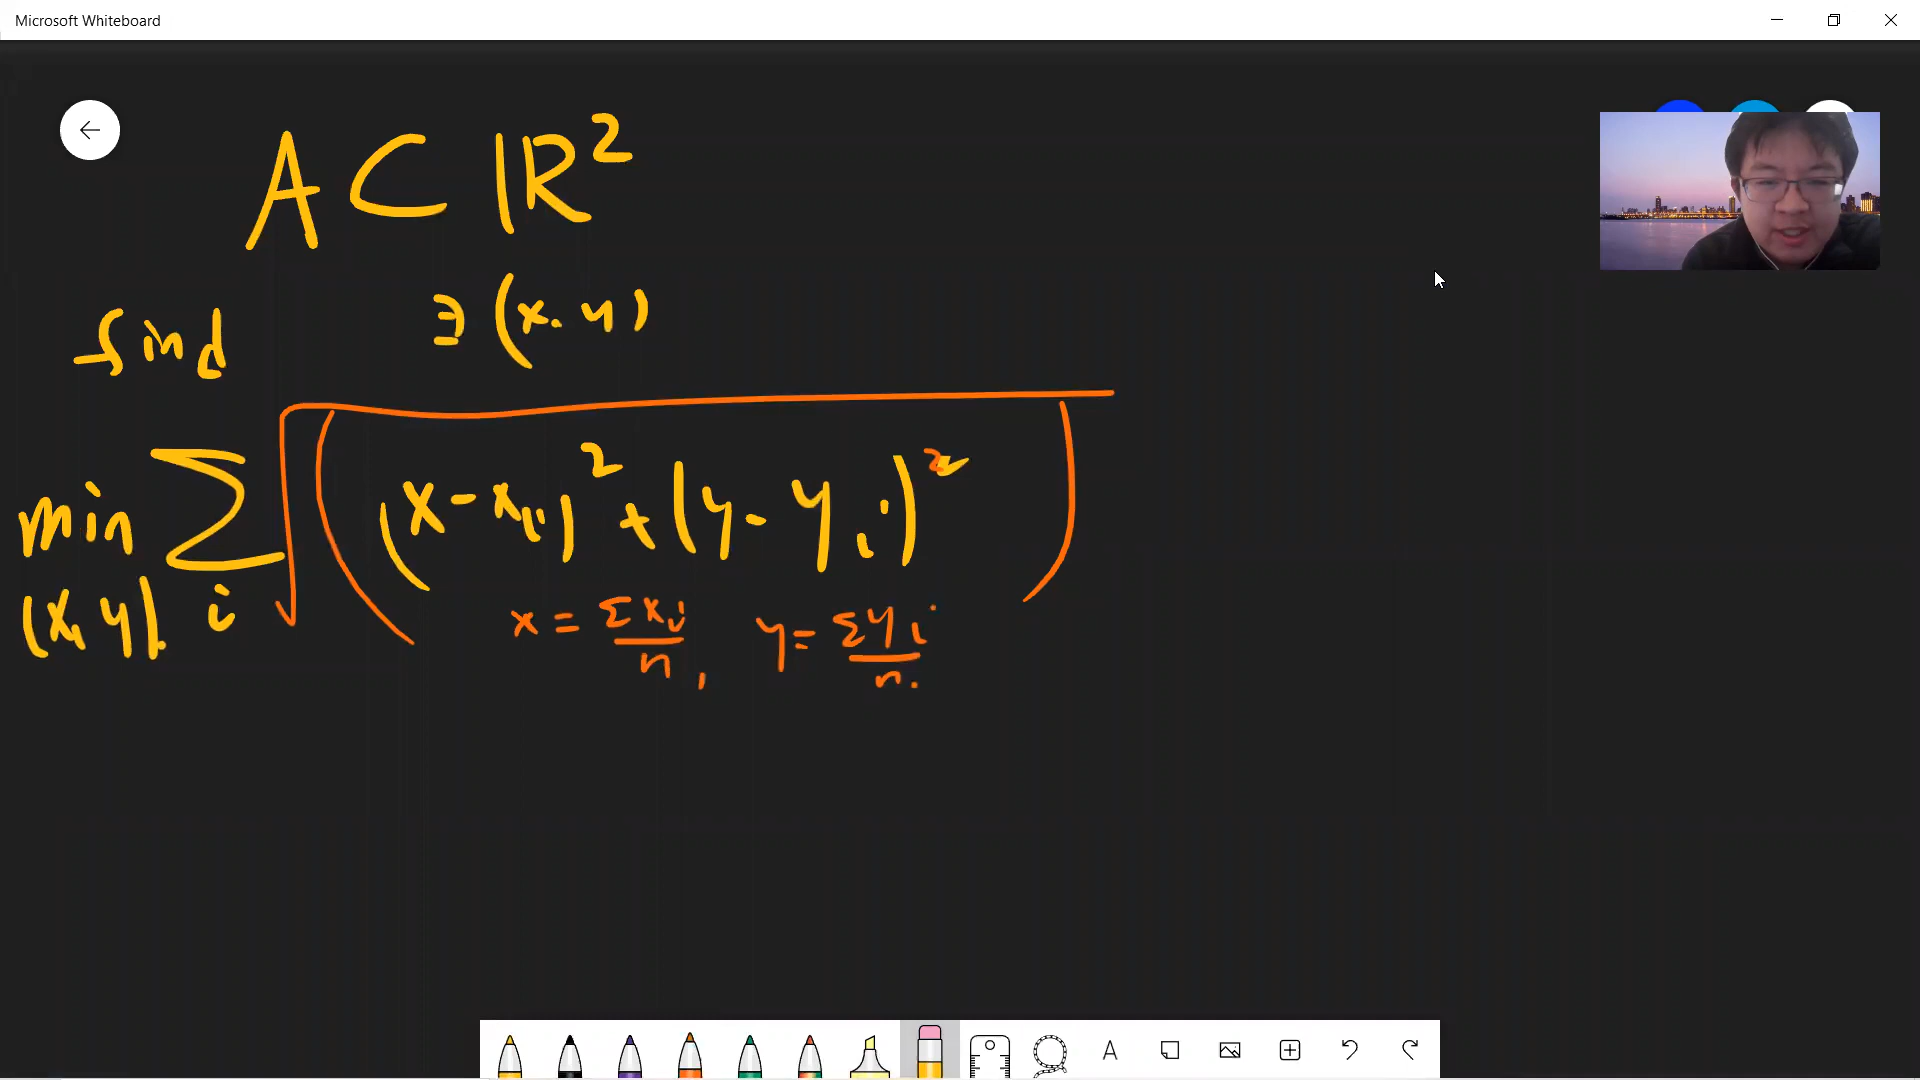 Microsoft Whiteboard
A ⊂ ℝ²
find ∃ (x, y)
min Σ √((x - xᵢ)² + (y - yᵢ)²)
(x, y). i
x = Σxᵢ/n, y = Σyᵢ/n.
A